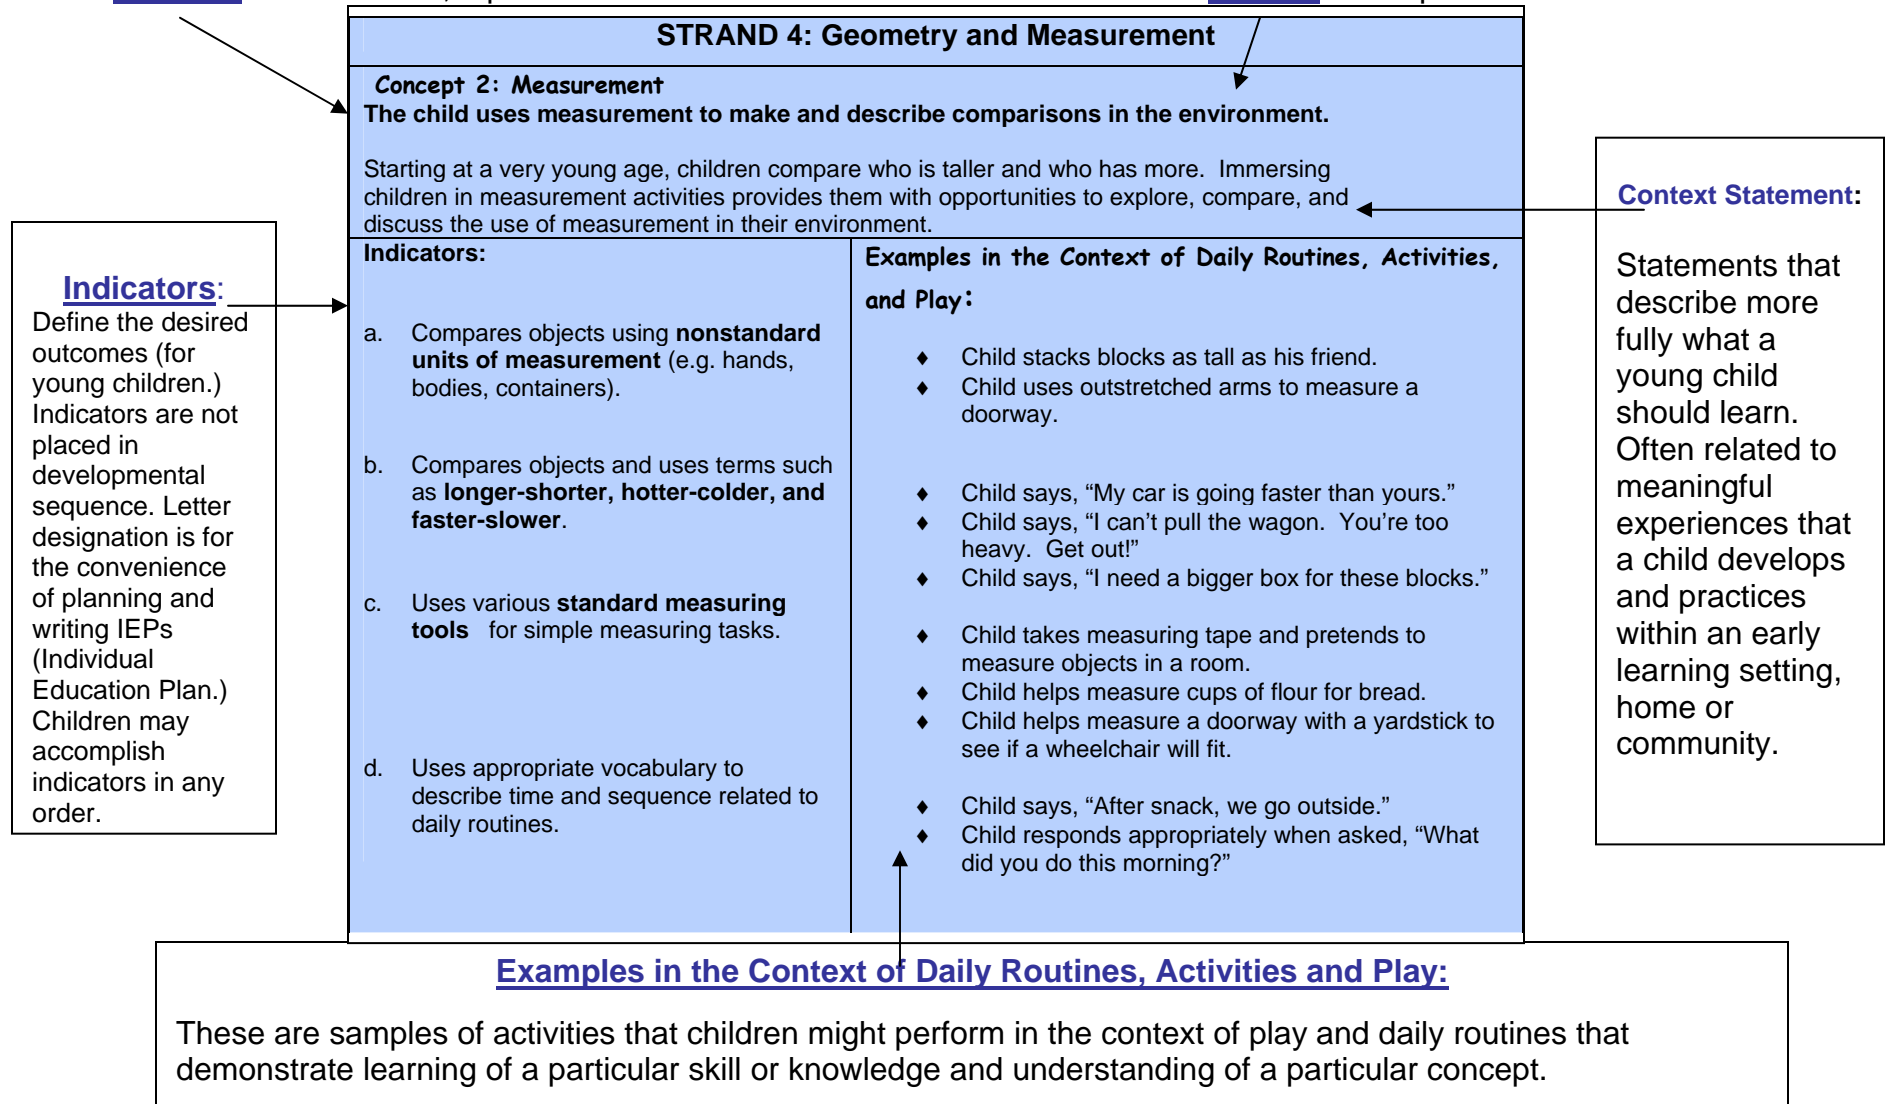 STRAND 4: Geometry and Measurement
Concept 2: Measurement
The child uses measurement to make and describe comparisons in the environment.
Starting at a very young age, children compare who is taller and who has more. Immersing
children in measurement activities provides them with opportunities to explore, compare, and
discuss the use of measurement in their environment.
Indicators:
a. Compares objects using nonstandard
units of measurement (e.g. hands,
bodies, containers).
b. Compares objects and uses terms such
as longer-shorter, hotter-colder, and
faster-slower.
c. Uses various standard measuring
tools for simple measuring tasks.
d. Uses appropriate vocabulary to
describe time and sequence related to
daily routines.
Examples in the Context of Daily Routines, Activities,
and Play:
♦ Child stacks blocks as tall as his friend.
♦ Child uses outstretched arms to measure a
doorway.
♦ Child says, “My car is going faster than yours.”
♦ Child says, “I can’t pull the wagon. You’re too
heavy. Get out!”
♦ Child says, “I need a bigger box for these blocks.”
♦ Child takes measuring tape and pretends to
measure objects in a room.
♦ Child helps measure cups of flour for bread.
♦ Child helps measure a doorway with a yardstick to
see if a wheelchair will fit.
♦ Child says, “After snack, we go outside.”
♦ Child responds appropriately when asked, “What
did you do this morning?”
Indicators:
Define the desired
outcomes (for
young children.)
Indicators are not
placed in
developmental
sequence. Letter
designation is for
the convenience
of planning and
writing IEPs
(Individual
Education Plan.)
Children may
accomplish
indicators in any
order.
Context Statement:
Statements that
describe more
fully what a
young child
should learn.
Often related to
meaningful
experiences that
a child develops
and practices
within an early
learning setting,
home or
community.
Examples in the Context of Daily Routines, Activities and Play:
These are samples of activities that children might perform in the context of play and daily routines that
demonstrate learning of a particular skill or knowledge and understanding of a particular concept.